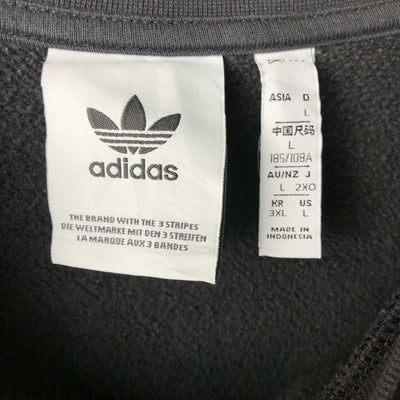 adidas
THE BRAND WITH THE 3 STRIPES
DIE WELTMARKE MIT DEN 3 STREIFEN
LA MARQUE AUX 3 BANDES
ASIA D
L
中国尺码
L
185/108A
AU/NZ J
L 2XO
KR US
3XL L
MADE IN
INDONESIA